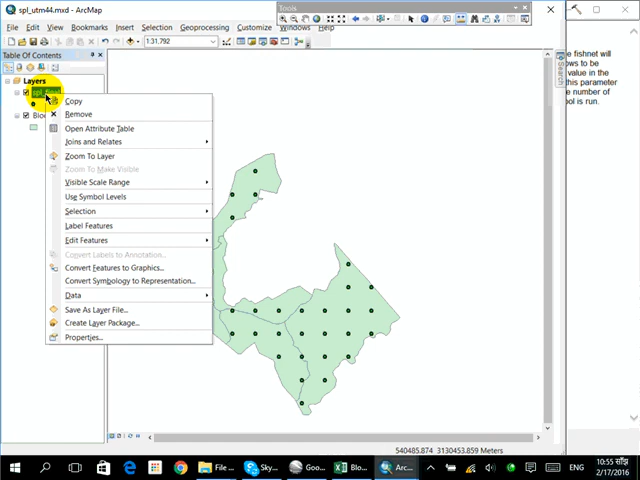 spl_utm44.mxd - ArcMap
Tools
File Edit View Bookmarks Insert Selection Geoprocessing Customize Windows Help
1:31,792
Table Of Contents
Search
Layers
Copy
Remove
Open Attribute Table
Joins and Relates
Zoom To Layer
Zoom To Make Visible
Visible Scale Range
Use Symbol Levels
Selection
Label Features
Edit Features
Convert Labels to Annotation...
Convert Features to Graphics...
Convert Symbology to Representation...
Data
Save As Layer File...
Create Layer Package...
Properties...
e fishnet will
ws to be
value in the
this parameter
e number of
ol is run.
540485.874 3130453.859 Meters
File ...
Sky...
Goo...
Blo...
Arc...
ENG
10:55 साँझ
2/17/2016